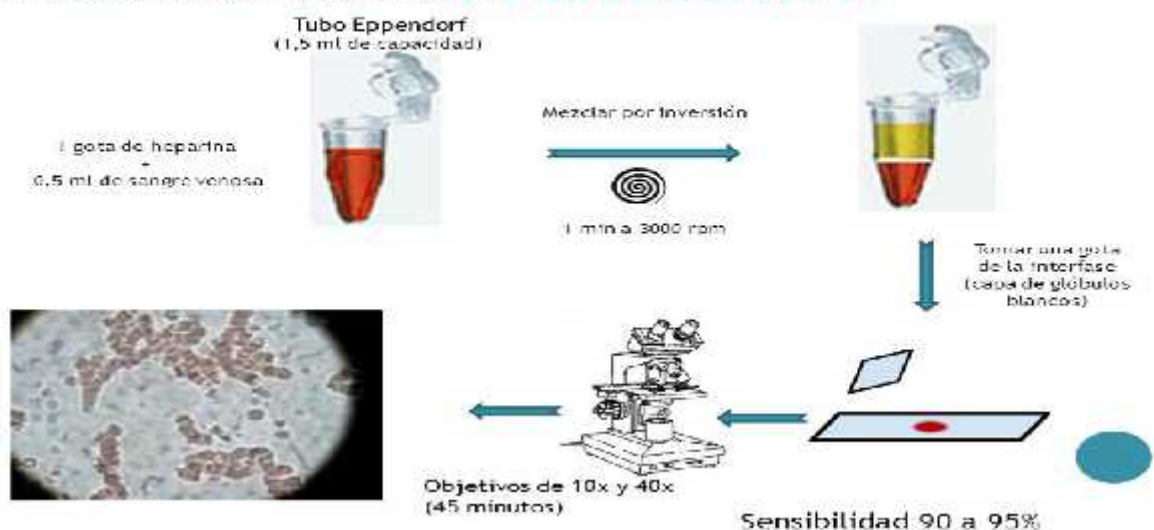 Tubo Eppendorf
(1,5 ml de capacidad)
1 gota de heparina
+
0,5 ml de sangre venosa
Mezclar por inversión
1 min a 3000 rpm
Tomar una gota
de la interfase
(capa de glóbulos
blancos)
Objetivos de 10x y 40x
(45 minutos)
Sensibilidad 90 a 95%